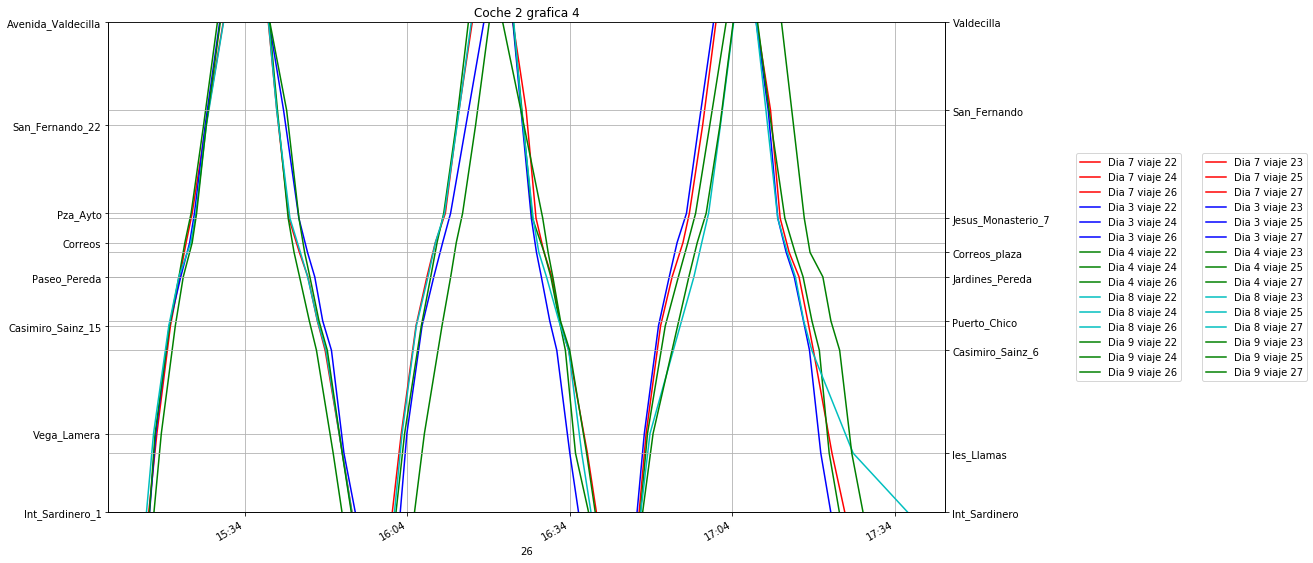 Coche 2 grafica 4
Avenida_Valdecilla
San_Fernando_22
Pza_Ayto
Correos
Paseo_Pereda
Casimiro_Sainz_15
Vega_Lamera
Int_Sardinero_1
Valdecilla
San_Fernando
Jesus_Monasterio_7
Correos_plaza
Jardines_Pereda
Puerto_Chico
Casimiro_Sainz_6
Ies_Llamas
Int_Sardinero
15:34
16:04
16:34
17:04
17:34
26
Dia 7 viaje 22
Dia 7 viaje 24
Dia 7 viaje 26
Dia 3 viaje 22
Dia 3 viaje 24
Dia 3 viaje 26
Dia 4 viaje 22
Dia 4 viaje 24
Dia 4 viaje 26
Dia 8 viaje 22
Dia 8 viaje 24
Dia 8 viaje 26
Dia 9 viaje 22
Dia 9 viaje 24
Dia 9 viaje 26
Dia 7 viaje 23
Dia 7 viaje 25
Dia 7 viaje 27
Dia 3 viaje 23
Dia 3 viaje 25
Dia 3 viaje 27
Dia 4 viaje 23
Dia 4 viaje 25
Dia 4 viaje 27
Dia 8 viaje 23
Dia 8 viaje 25
Dia 8 viaje 27
Dia 9 viaje 23
Dia 9 viaje 25
Dia 9 viaje 27